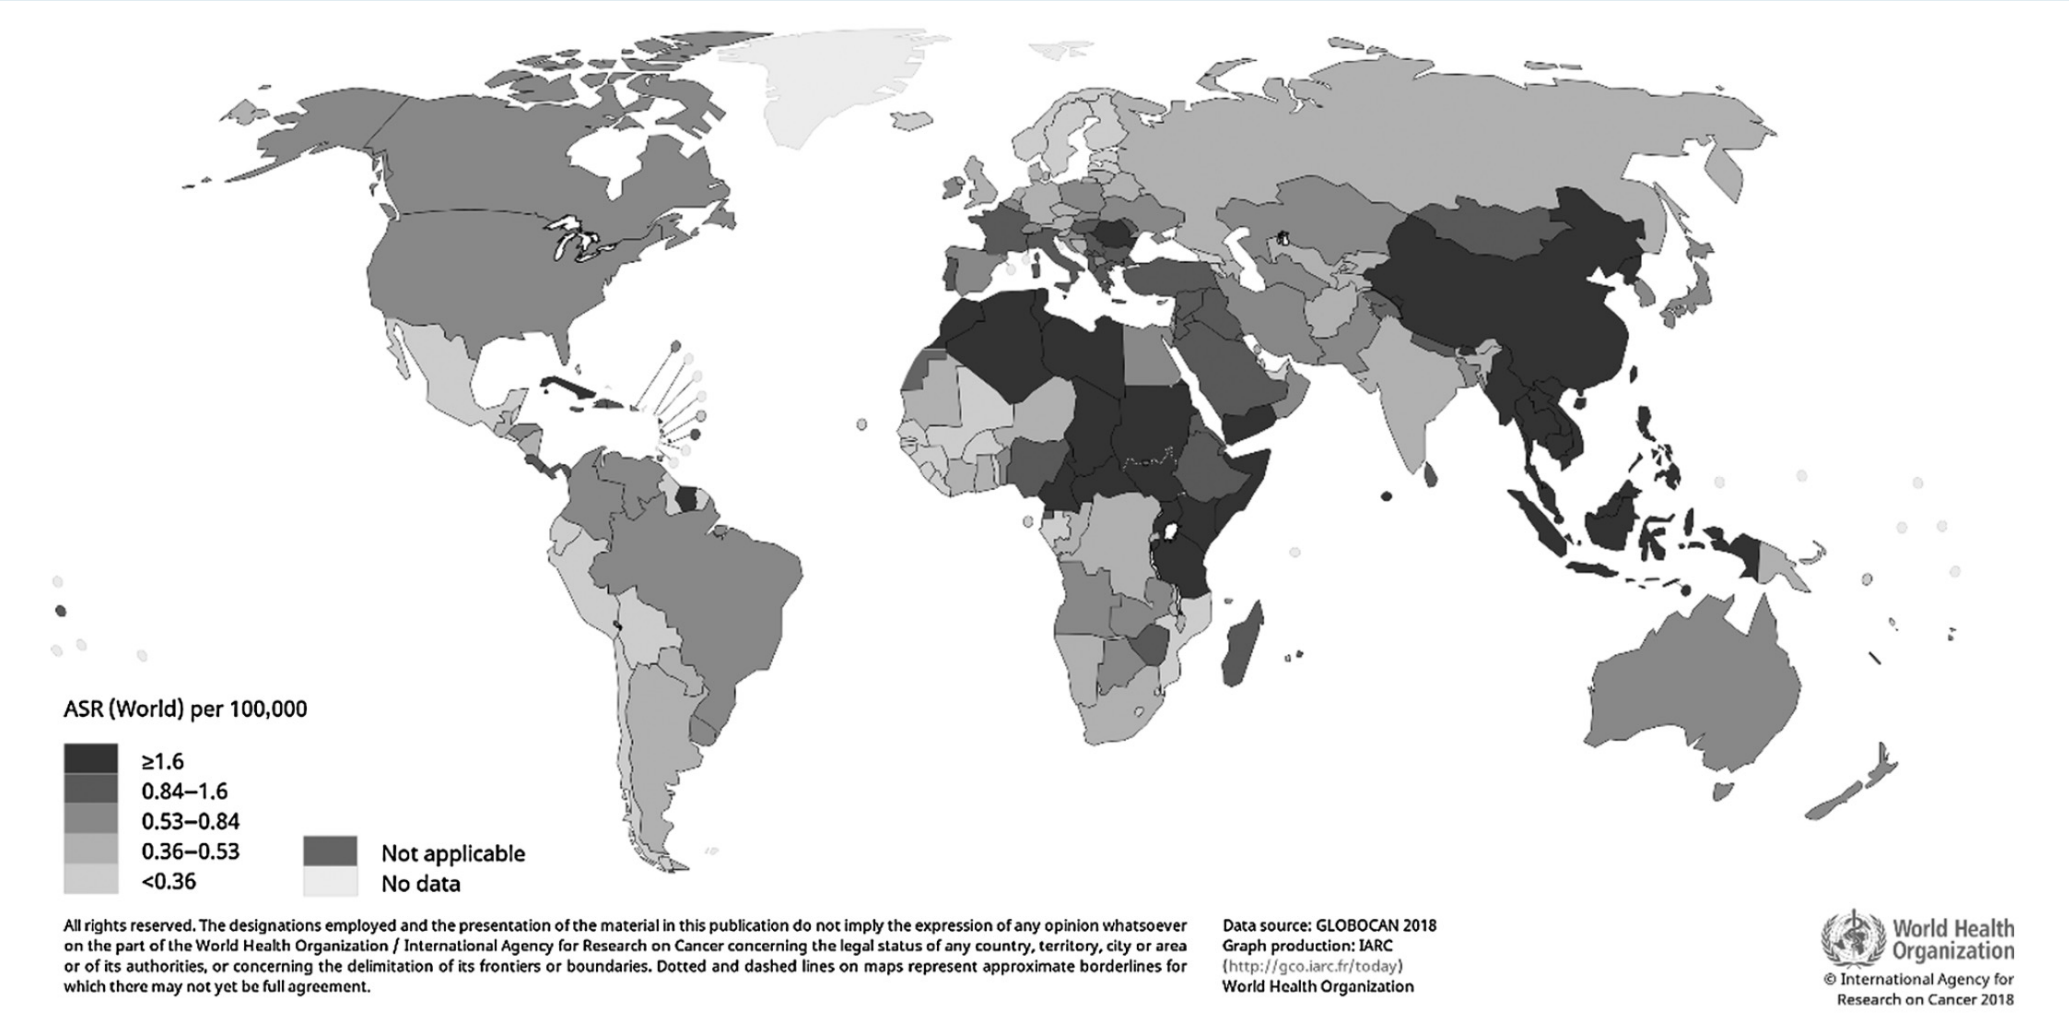 ASR (World) per 100,000
≥1.6
0.84–1.6
0.53–0.84
0.36–0.53
<0.36
Not applicable
No data
All rights reserved. The designations employed and the presentation of the material in this publication do not imply the expression of any opinion whatsoever
on the part of the World Health Organization / International Agency for Research on Cancer concerning the legal status of any country, territory, city or area
or of its authorities, or concerning the delimitation of its frontiers or boundaries. Dotted and dashed lines on maps represent approximate borderlines for
which there may not yet be full agreement.
Data source: GLOBOCAN 2018
Graph production: IARC
(http://gco.iarc.fr/today)
World Health Organization
World Health
Organization
© International Agency for
Research on Cancer 2018